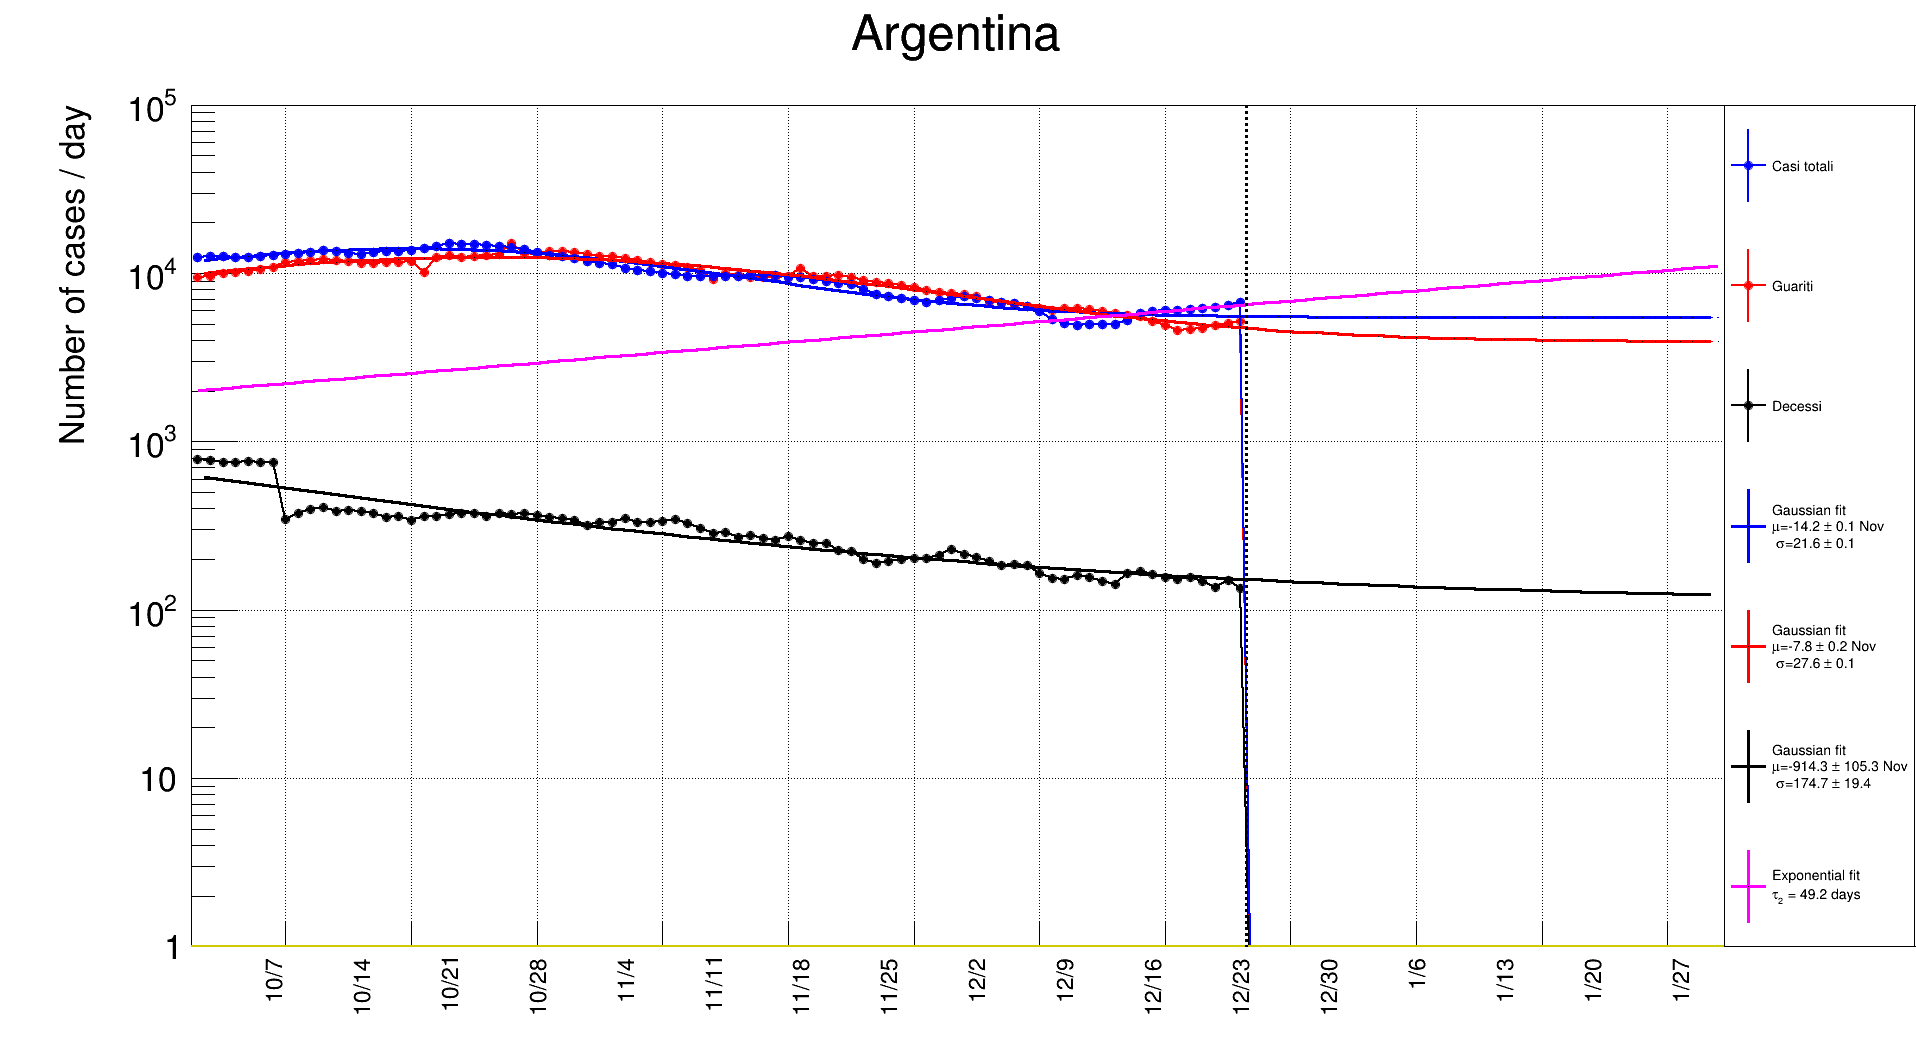 Argentina
Number of cases / day
10^5
10^4
10^3
10^2
10
1
10/7
10/14
10/21
10/28
11/4
11/11
11/18
11/25
12/2
12/9
12/16
12/23
12/30
1/6
1/13
1/20
1/27
Casi totali
Guariti
Decessi
Gaussian fit
μ=-14.2 ± 0.1 Nov
σ=21.6 ± 0.1
Gaussian fit
μ=-7.8 ± 0.2 Nov
σ=27.6 ± 0.1
Gaussian fit
μ=-914.3 ± 105.3 Nov
σ=174.7 ± 19.4
Exponential fit
τ₂ = 49.2 days